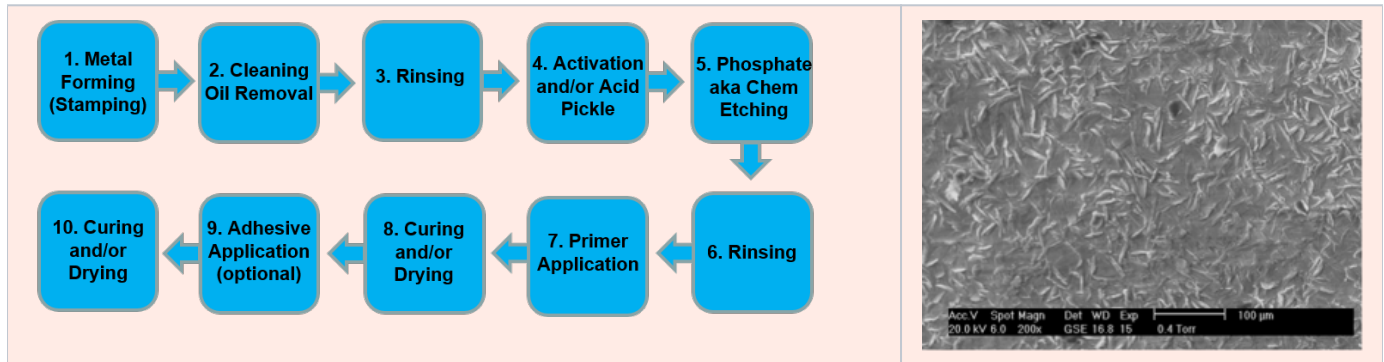 1. Metal
Forming
(Stamping)
2. Cleaning
Oil Removal
3. Rinsing
4. Activation
and/or Acid
Pickle
5. Phosphate
aka Chem
Etching
6. Rinsing
7. Primer
Application
8. Curing
and/or
Drying
9. Adhesive
Application
(optional)
10. Curing
and/or
Drying
Acc.V Spot Magn Det WD Exp 100 µm
20.0 kV 6.0 200x GSE 16.8 15 0.4 Torr